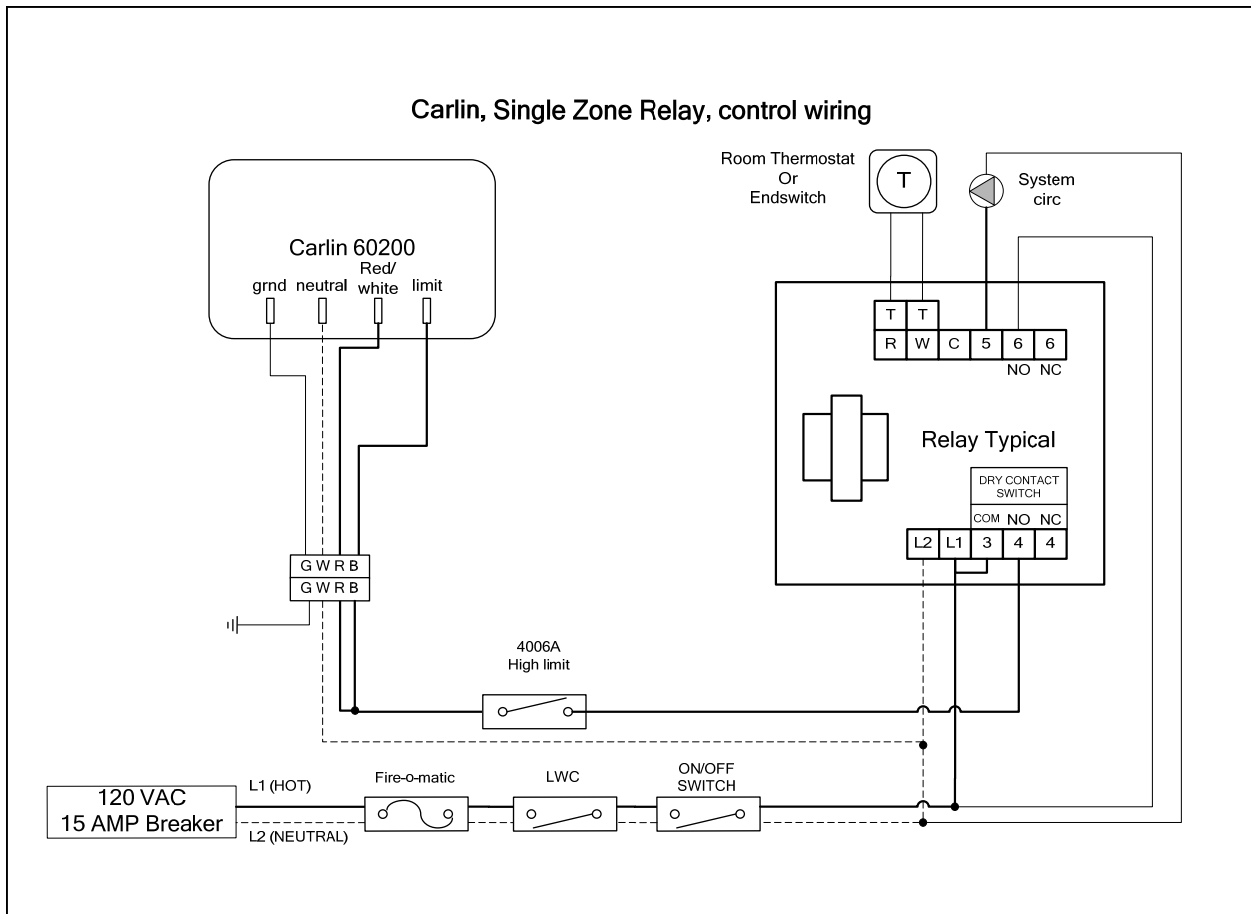 Carlin, Single Zone Relay, control wiring
Room Thermostat
Or
Endswitch
T
System
circ
Carlin 60200
grnd neutral Red/
white limit
T T
R W C 5 6 6
NO NC
Relay Typical
DRY CONTACT
SWITCH
COM NO NC
L2 L1 3 4 4
G W R B
G W R B
4006A
High limit
120 VAC
15 AMP Breaker
L1 (HOT)
L2 (NEUTRAL)
Fire-o-matic
LWC
ON/OFF
SWITCH